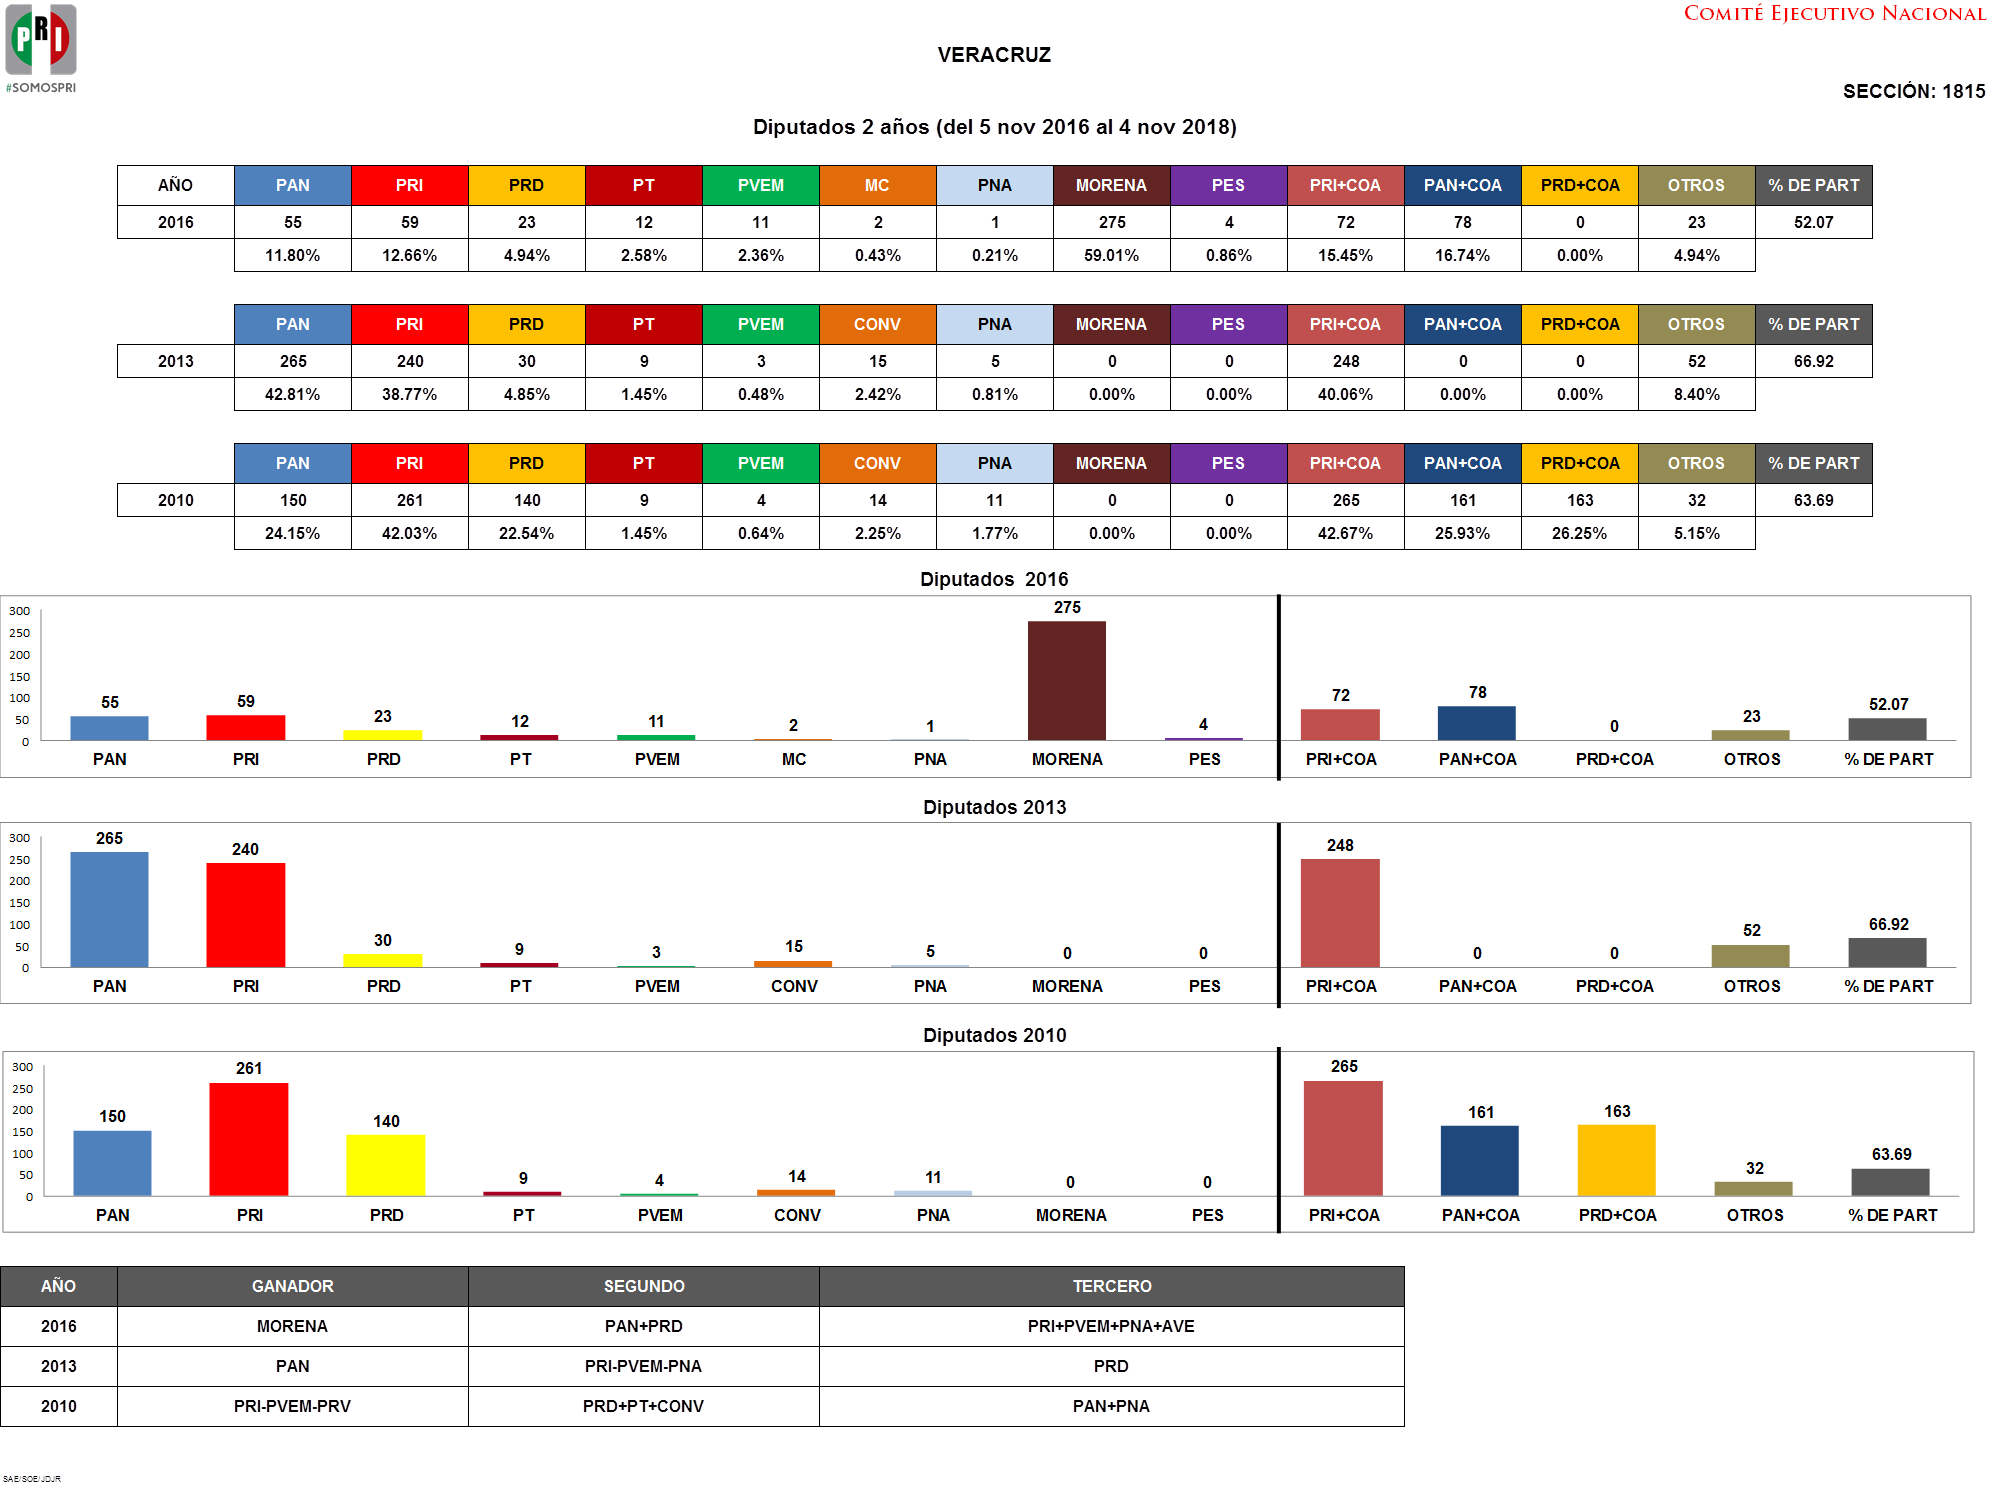 PRI
#SOMOSPRI
COMITÉ EJECUTIVO NACIONAL
VERACRUZ
SECCIÓN: 1815
Diputados 2 años (del 5 nov 2016 al 4 nov 2018)
AÑO PAN PRI PRD PT PVEM MC PNA MORENA PES PRI+COA PAN+COA PRD+COA OTROS % DE PART
2016 55 59 23 12 11 2 1 275 4 72 78 0 23 52.07
11.80% 12.66% 4.94% 2.58% 2.36% 0.43% 0.21% 59.01% 0.86% 15.45% 16.74% 0.00% 4.94%
PAN PRI PRD PT PVEM CONV PNA MORENA PES PRI+COA PAN+COA PRD+COA OTROS % DE PART
2013 265 240 30 9 3 15 5 0 0 248 0 0 52 66.92
42.81% 38.77% 4.85% 1.45% 0.48% 2.42% 0.81% 0.00% 0.00% 40.06% 0.00% 0.00% 8.40%
PAN PRI PRD PT PVEM CONV PNA MORENA PES PRI+COA PAN+COA PRD+COA OTROS % DE PART
2010 150 261 140 9 4 14 11 0 0 265 161 163 32 63.69
24.15% 42.03% 22.54% 1.45% 0.64% 2.25% 1.77% 0.00% 0.00% 42.67% 25.93% 26.25% 5.15%
Diputados 2016
300
250
200
150
100
50
0
55 59 23 12 11 2 1 275 4 72 78 0 23 52.07
PAN PRI PRD PT PVEM MC PNA MORENA PES PRI+COA PAN+COA PRD+COA OTROS % DE PART
Diputados 2013
300
250
200
150
100
50
0
265 240 30 9 3 15 5 0 0 248 0 0 52 66.92
PAN PRI PRD PT PVEM CONV PNA MORENA PES PRI+COA PAN+COA PRD+COA OTROS % DE PART
Diputados 2010
300
250
200
150
100
50
0
150 261 140 9 4 14 11 0 0 265 161 163 32 63.69
PAN PRI PRD PT PVEM CONV PNA MORENA PES PRI+COA PAN+COA PRD+COA OTROS % DE PART
AÑO GANADOR SEGUNDO TERCERO
2016 MORENA PAN+PRD PRI+PVEM+PNA+AVE
2013 PAN PRI-PVEM-PNA PRD
2010 PRI-PVEM-PRV PRD+PT+CONV PAN+PNA
SAE/SOE/JDJR